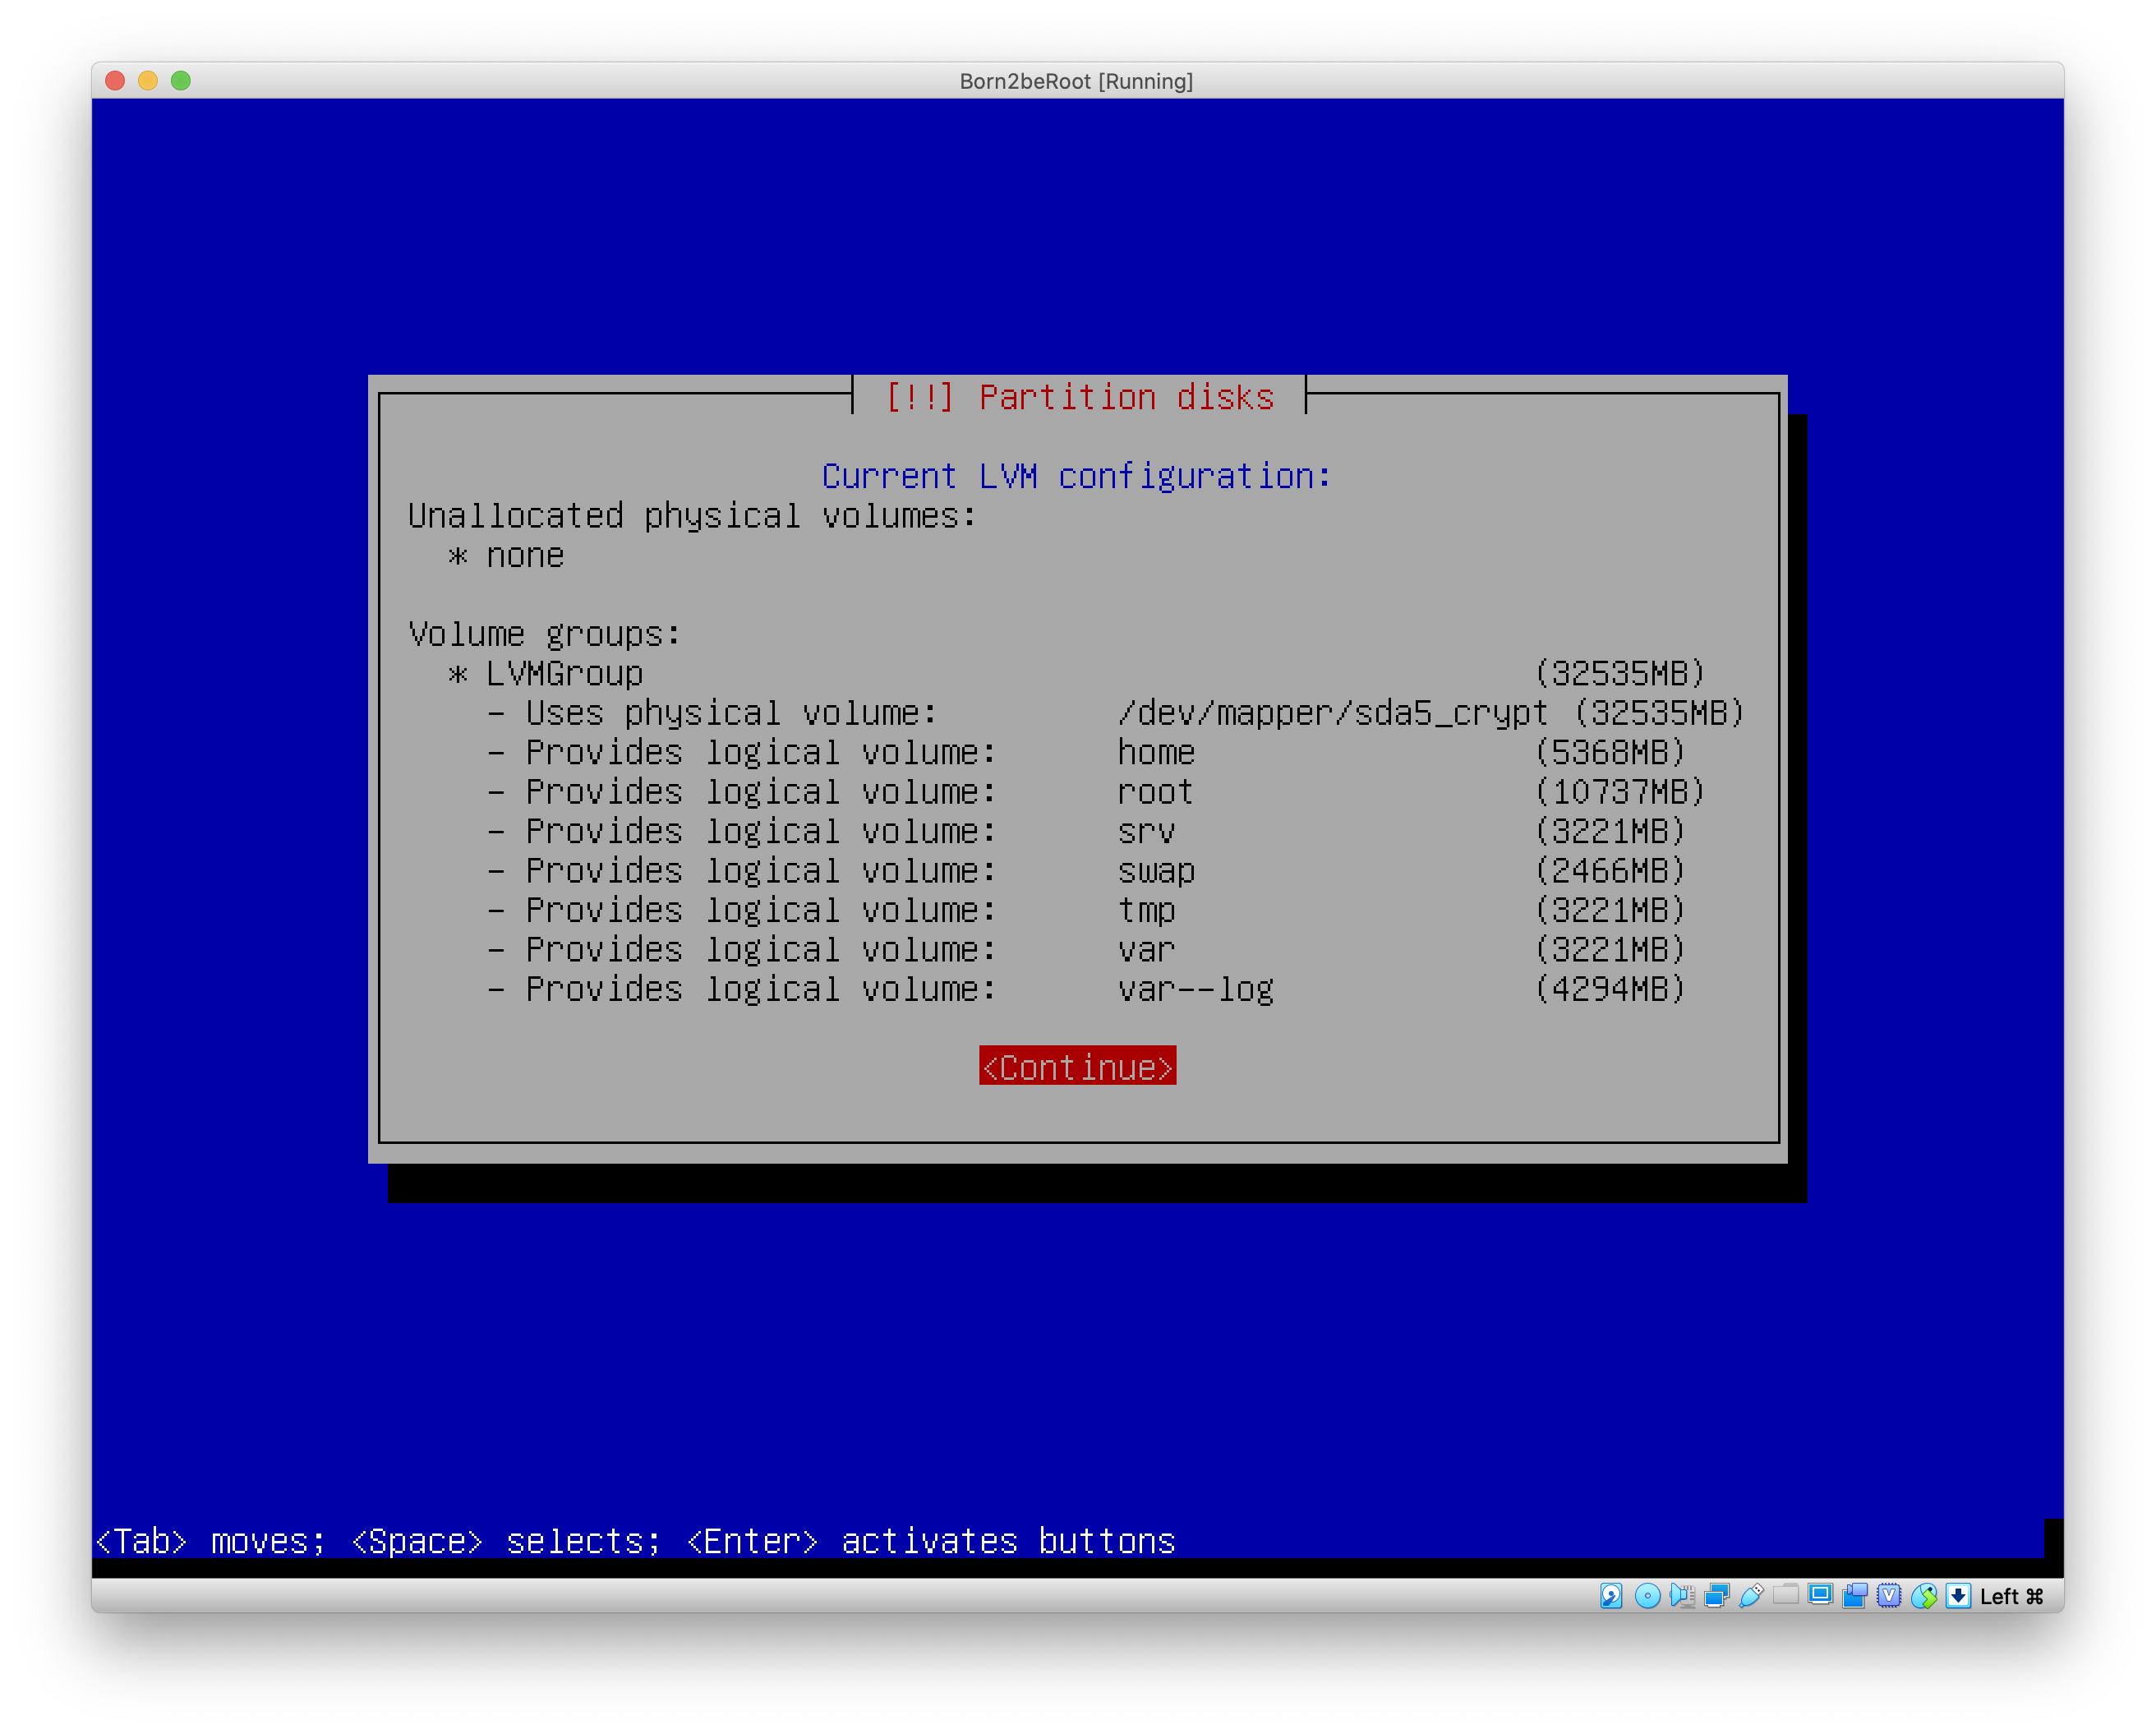 Born2beRoot [Running]
[!!] Partition disks
Current LVM configuration:
Unallocated physical volumes:
* none
Volume groups:
* LVMGroup (32535MB)
- Uses physical volume: /dev/mapper/sda5_crypt (32535MB)
- Provides logical volume: home (5368MB)
- Provides logical volume: root (10737MB)
- Provides logical volume: srv (3221MB)
- Provides logical volume: swap (2466MB)
- Provides logical volume: tmp (3221MB)
- Provides logical volume: var (3221MB)
- Provides logical volume: var--log (4294MB)
<Continue>
<Tab> moves; <Space> selects; <Enter> activates buttons
Left ⌘